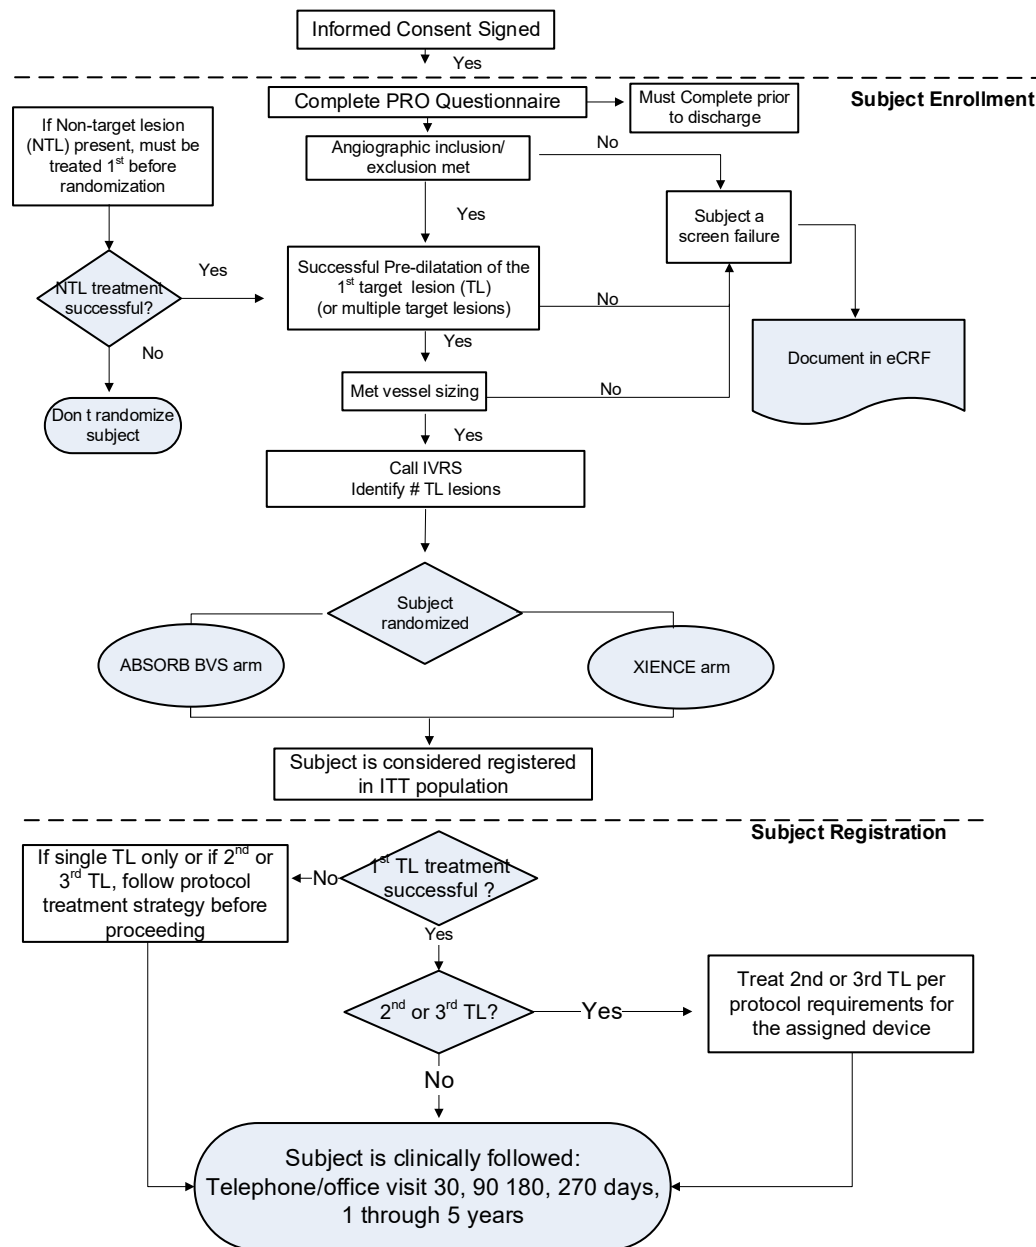 Informed Consent Signed
Yes
Subject Enrollment
Complete PRO Questionnaire
Must Complete prior
to discharge
If Non-target lesion
(NTL) present, must be
treated 1st before
randomization
Angiographic inclusion/
exclusion met
No
Yes
Subject a
screen failure
NTL treatment
successful?
Yes
Successful Pre-dilatation of the
1st target lesion (TL)
(or multiple target lesions)
No
Document in eCRF
No
Yes
Don t randomize
subject
Met vessel sizing
No
Yes
Call IVRS
Identify # TL lesions
Subject
randomized
ABSORB BVS arm
XIENCE arm
Subject is considered registered
in ITT population
Subject Registration
If single TL only or if 2nd or
3rd TL, follow protocol
treatment strategy before
proceeding
No
1st TL treatment
successful ?
Yes
2nd or 3rd TL?
Yes
Treat 2nd or 3rd TL per
protocol requirements for
the assigned device
No
Subject is clinically followed:
Telephone/office visit 30, 90 180, 270 days,
1 through 5 years